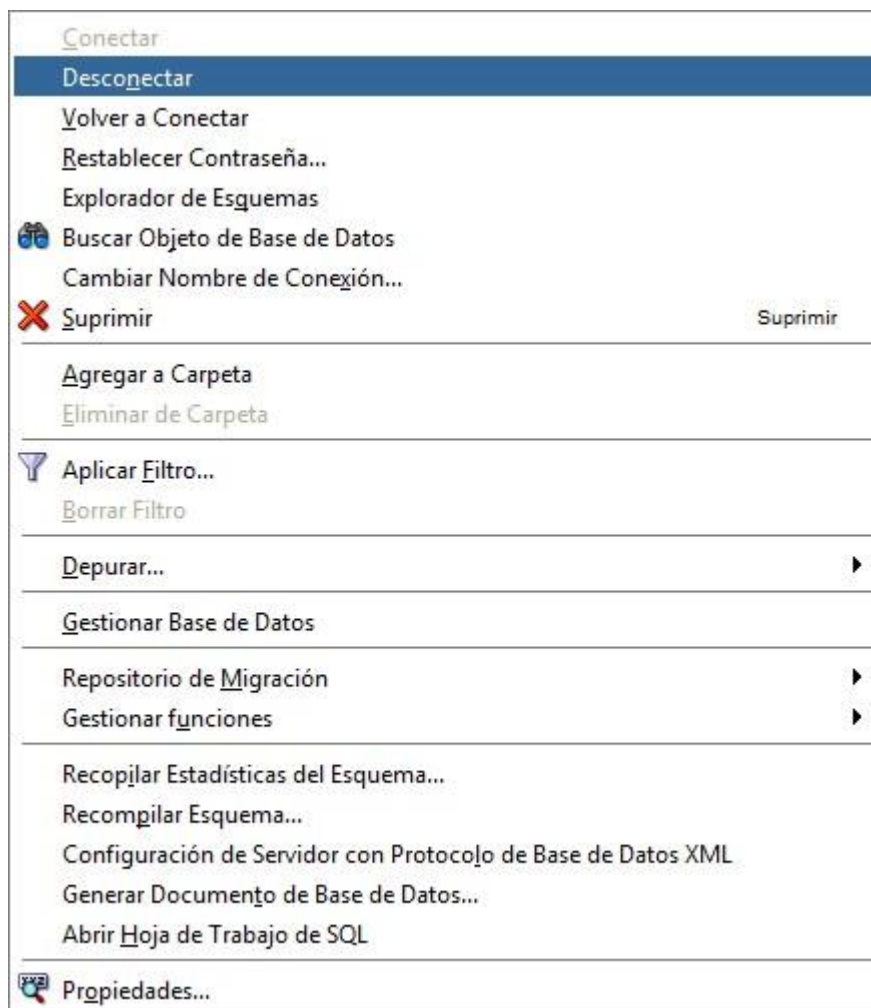 Conectar
Desconectar
Volver a Conectar
Restablecer Contraseña...
Explorador de Esquemas
Buscar Objeto de Base de Datos
Cambiar Nombre de Conexión...
Suprimir Suprimir
Agregar a Carpeta
Eliminar de Carpeta
Aplicar Filtro...
Borrar Filtro
Depurar...
Gestionar Base de Datos
Repositorio de Migración
Gestionar funciones
Recopilar Estadísticas del Esquema...
Recompilar Esquema...
Configuración de Servidor con Protocolo de Base de Datos XML
Generar Documento de Base de Datos...
Abrir Hoja de Trabajo de SQL
Propiedades...